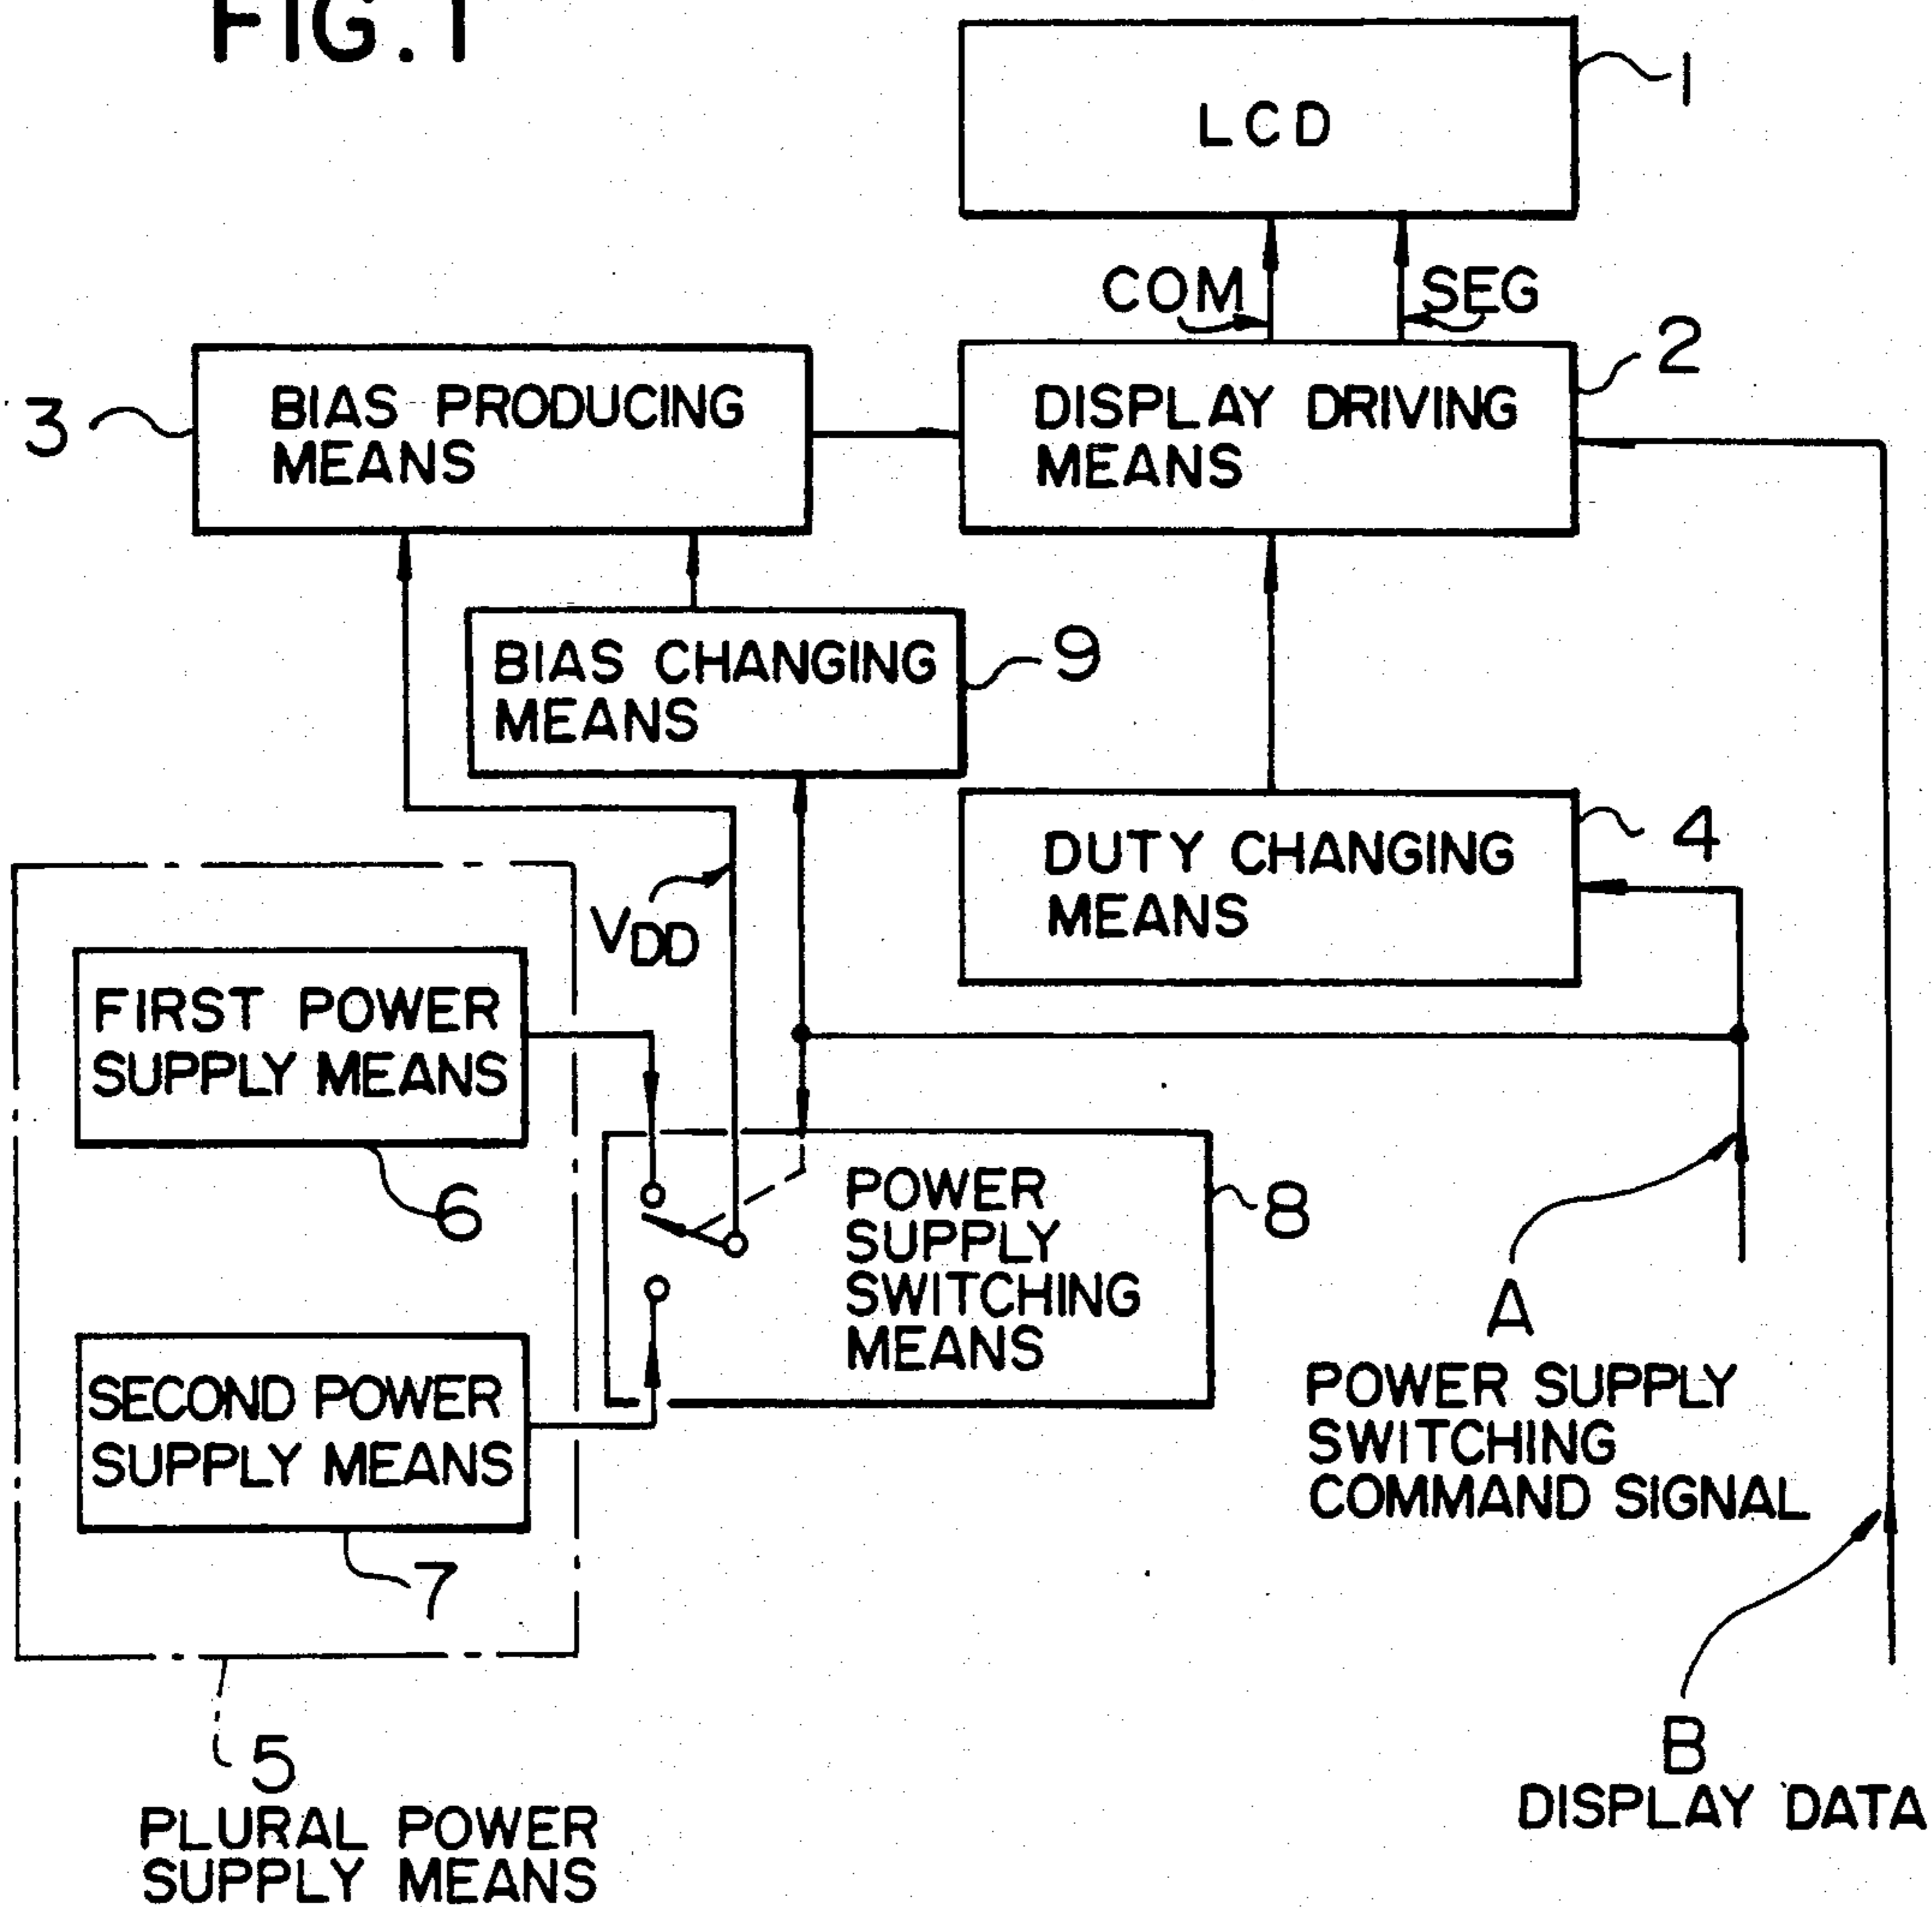 FIG. 1
LCD
1
COM
SEG
2
3
BIAS PRODUCING
MEANS
DISPLAY DRIVING
MEANS
BIAS CHANGING
MEANS
9
DUTY CHANGING
MEANS
4
VDD
FIRST POWER
SUPPLY MEANS
6
POWER
SUPPLY
SWITCHING
MEANS
8
SECOND POWER
SUPPLY MEANS
7
A
POWER SUPPLY
SWITCHING
COMMAND SIGNAL
B
DISPLAY DATA
5
PLURAL POWER
SUPPLY MEANS